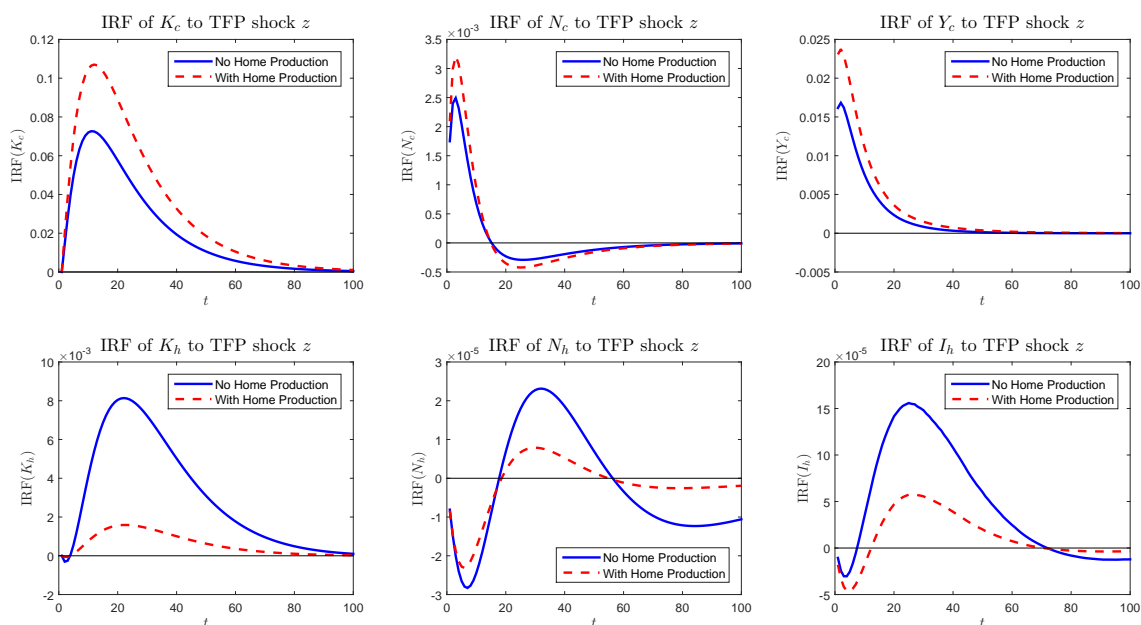 IRF of K_c to TFP shock z
IRF(K_c)
0.12
0.1
0.08
0.06
0.04
0.02
0
0 20 40 60 80 100
t
No Home Production
With Home Production
IRF of N_c to TFP shock z
×10^-3
IRF(N_c)
3.5
3.0
2.5
2.0
1.5
1.0
0.5
0
-0.5
0 20 40 60 80 100
t
No Home Production
With Home Production
IRF of Y_c to TFP shock z
IRF(Y_c)
0.025
0.02
0.015
0.01
0.005
0
-0.005
0 20 40 60 80 100
t
No Home Production
With Home Production
IRF of K_h to TFP shock z
×10^-3
IRF(K_h)
10
8
6
4
2
0
-2
0 20 40 60 80 100
t
No Home Production
With Home Production
IRF of N_h to TFP shock z
×10^-5
IRF(N_h)
3
2
1
0
-1
-2
-3
0 20 40 60 80 100
t
No Home Production
With Home Production
IRF of I_h to TFP shock z
×10^-5
IRF(I_h)
20
15
10
5
0
-5
0 20 40 60 80 100
t
No Home Production
With Home Production